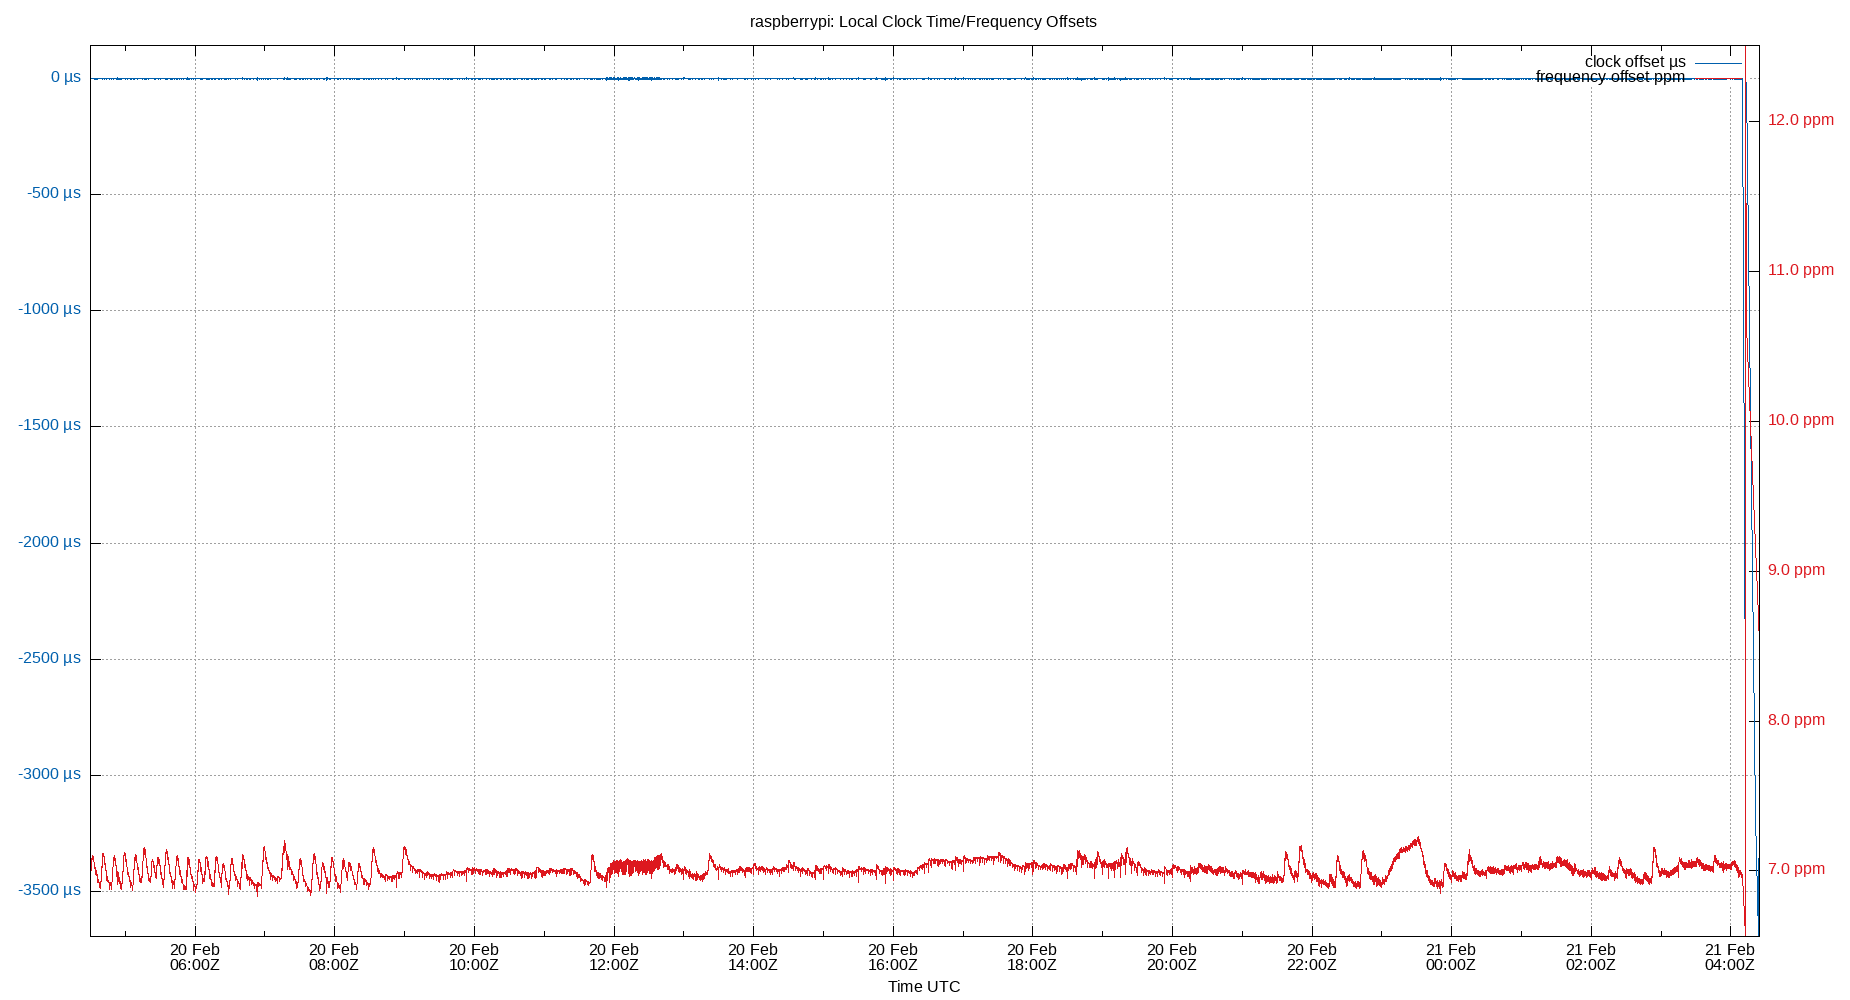 raspberrypi: Local Clock Time/Frequency Offsets
clock offset µs
frequency offset ppm
0 µs
-500 µs
-1000 µs
-1500 µs
-2000 µs
-2500 µs
-3000 µs
-3500 µs
12.0 ppm
11.0 ppm
10.0 ppm
9.0 ppm
8.0 ppm
7.0 ppm
20 Feb
06:00Z
20 Feb
08:00Z
20 Feb
10:00Z
20 Feb
12:00Z
20 Feb
14:00Z
20 Feb
16:00Z
20 Feb
18:00Z
20 Feb
20:00Z
20 Feb
22:00Z
21 Feb
00:00Z
21 Feb
02:00Z
21 Feb
04:00Z
Time UTC